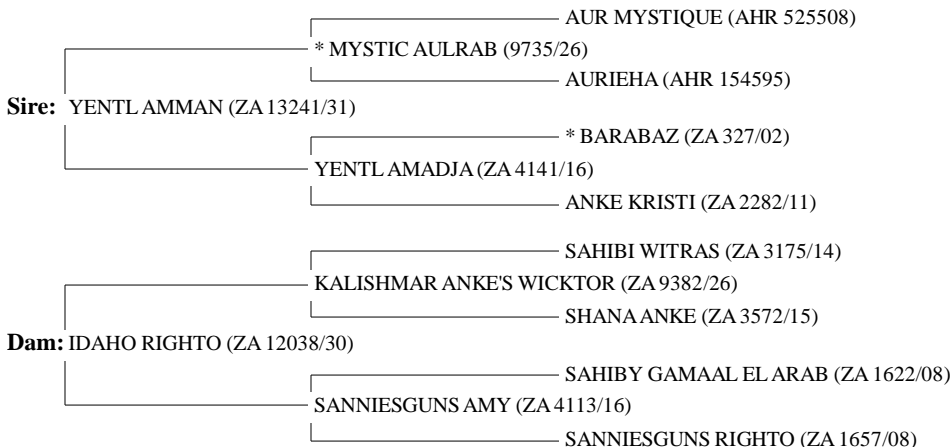 AUR MYSTIQUE (AHR 525508)
* MYSTIC AULRAB (9735/26)
AURIEHA (AHR 154595)
Sire: YENTL AMMAN (ZA 13241/31)
* BARABAZ (ZA 327/02)
YENTL AMADJA (ZA 4141/16)
ANKE KRISTI (ZA 2282/11)
SAHIBI WITRAS (ZA 3175/14)
KALISHMAR ANKE'S WICKTOR (ZA 9382/26)
SHANA ANKE (ZA 3572/15)
Dam: IDAHO RIGHTO (ZA 12038/30)
SAHIBY GAMAAL EL ARAB (ZA 1622/08)
SANNIESGUNS AMY (ZA 4113/16)
SANNIESGUNS RIGHTO (ZA 1657/08)